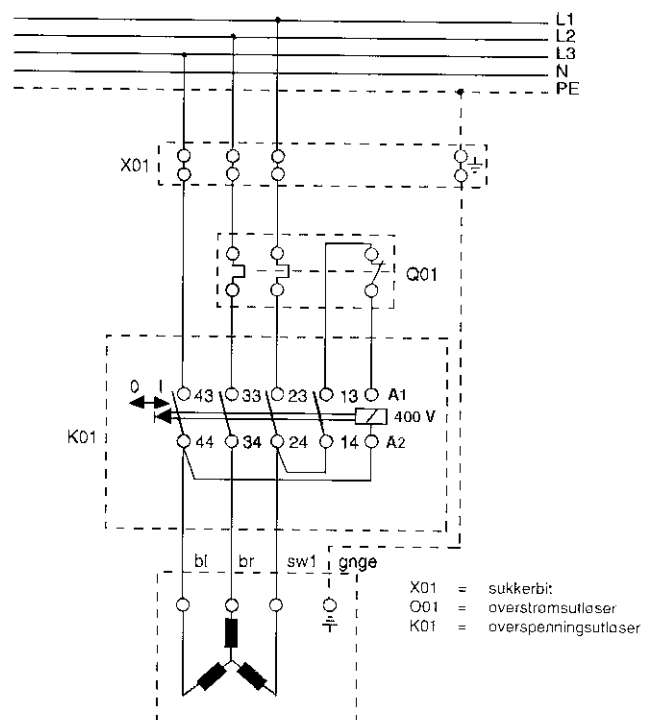 L1
L2
L3
N
PE
X01
Q01
0 I
43 33 23 13 A1
400 V
K01
44 34 24 14 A2
bl br sw1 gnge
X01 = sukkerbit
O01 = overstrømsutløser
K01 = overspenningsutløser